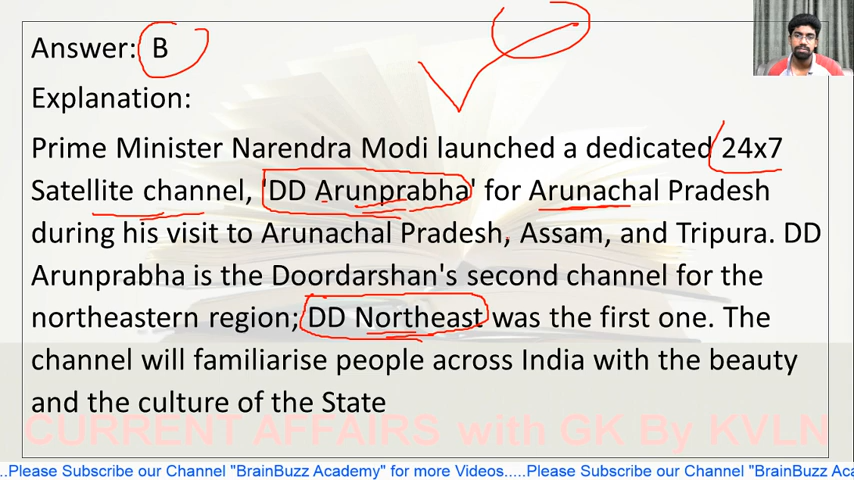 Answer: B
Explanation:
Prime Minister Narendra Modi launched a dedicated 24x7
Satellite channel, 'DD Arunprabha' for Arunachal Pradesh
during his visit to Arunachal Pradesh, Assam, and Tripura. DD
Arunprabha is the Doordarshan's second channel for the
northeastern region; DD Northeast was the first one. The
channel will familiarise people across India with the beauty
and the culture of the State
CURRENT AFFAIRS with GK By KVLN
...Please Subscribe our Channel "BrainBuzz Academy" for more Videos.....Please Subscribe our Channel "BrainBuzz Aca